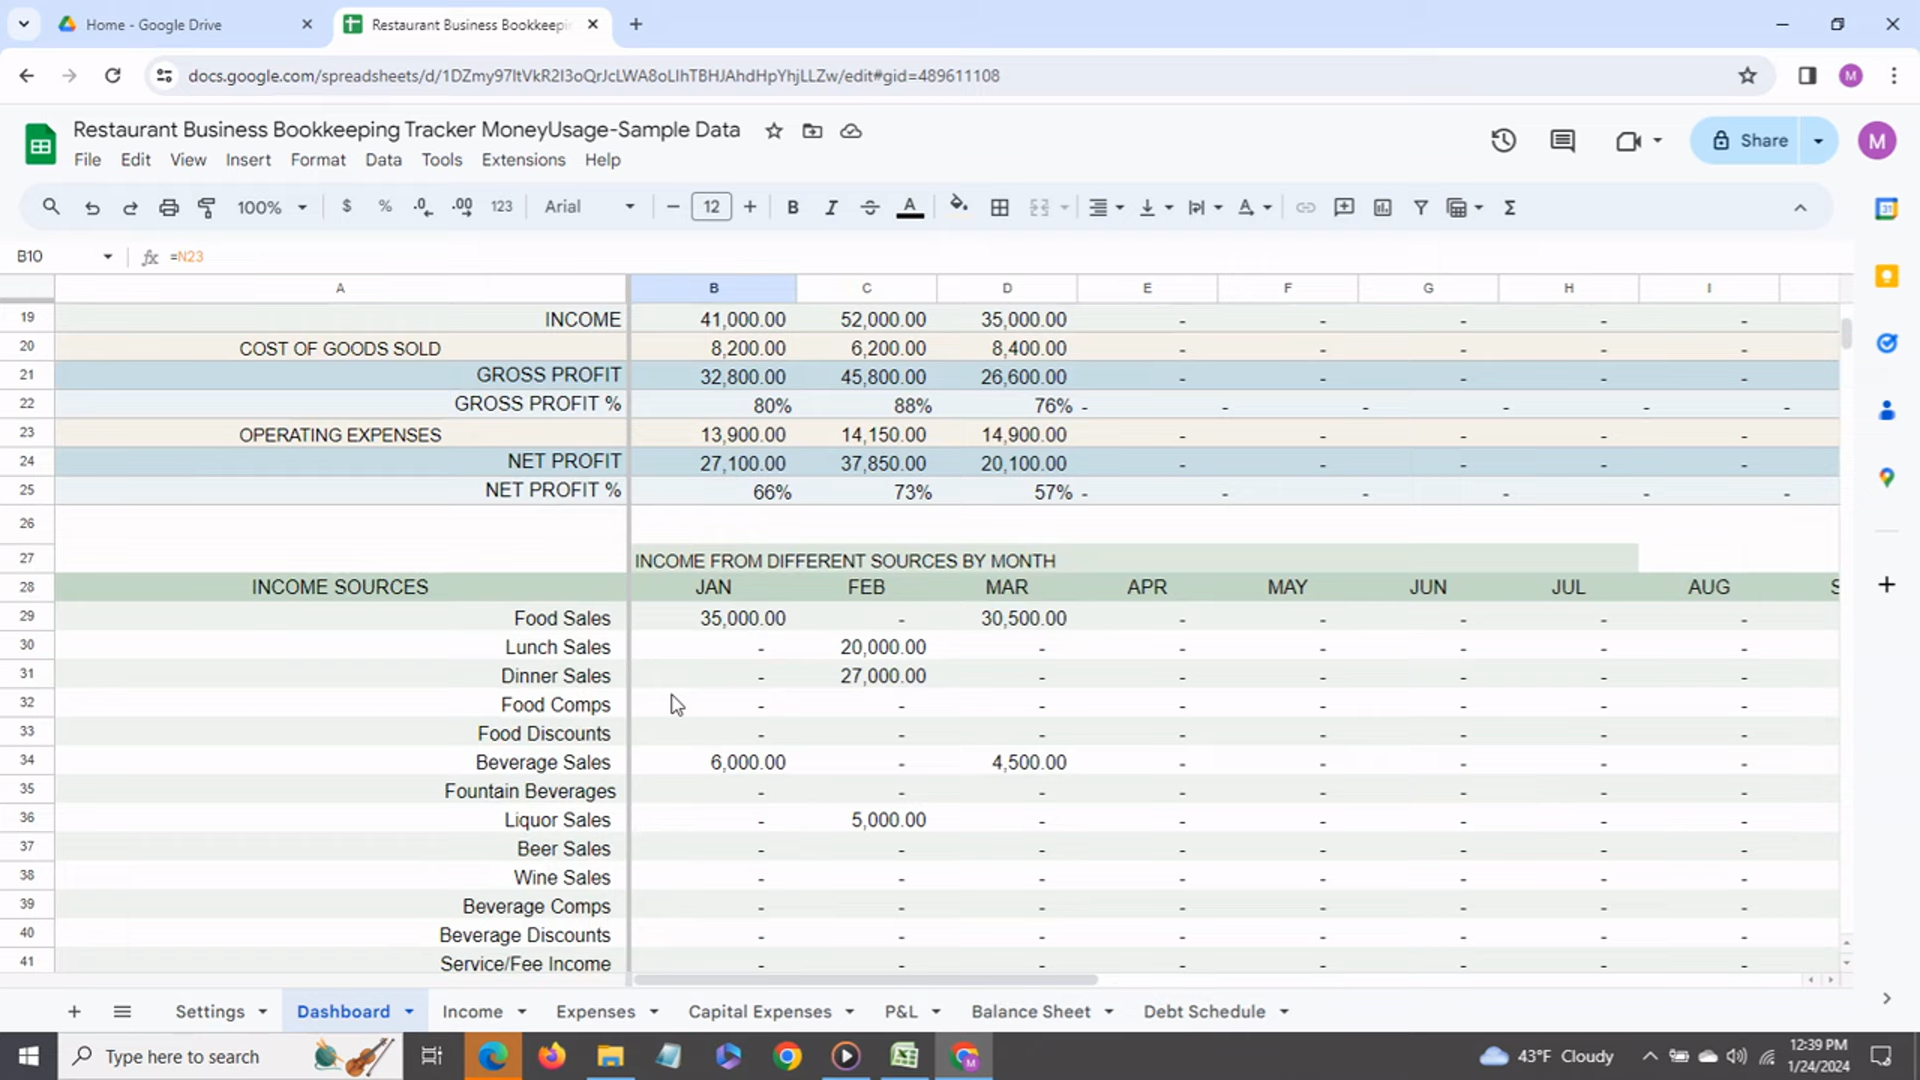 Home - Google Drive
Restaurant Business Bookkeepin
docs.google.com/spreadsheets/d/1DZmy97ItVkR2I3oQrJcLWA8oLlhTBHJAhdHpYhjLLZw/edit#gid=489611108
M
Restaurant Business Bookkeeping Tracker MoneyUsage-Sample Data
Share
M
File Edit View Insert Format Data Tools Extensions Help
100% $ % .0 .00 123 Arial 12 B I A
B10 fx =N23
A B C D E F G H I
19 INCOME 41,000.00 52,000.00 35,000.00 - - - - -
20 COST OF GOODS SOLD 8,200.00 6,200.00 8,400.00 - - - - -
21 GROSS PROFIT 32,800.00 45,800.00 26,600.00 - - - - -
22 GROSS PROFIT % 80% 88% 76% - - - - - -
23 OPERATING EXPENSES 13,900.00 14,150.00 14,900.00 - - - - -
24 NET PROFIT 27,100.00 37,850.00 20,100.00 - - - - -
25 NET PROFIT % 66% 73% 57% - - - - - -
26
27 INCOME FROM DIFFERENT SOURCES BY MONTH
28 INCOME SOURCES JAN FEB MAR APR MAY JUN JUL AUG S
29 Food Sales 35,000.00 - 30,500.00 - - - - -
30 Lunch Sales - 20,000.00 - - - - - -
31 Dinner Sales - 27,000.00 - - - - - -
32 Food Comps - - - - - - - -
33 Food Discounts - - - - - - - -
34 Beverage Sales 6,000.00 - 4,500.00 - - - - -
35 Fountain Beverages - - - - - - - -
36 Liquor Sales - 5,000.00 - - - - - -
37 Beer Sales - - - - - - - -
38 Wine Sales - - - - - - - -
39 Beverage Comps - - - - - - - -
40 Beverage Discounts - - - - - - - -
41 Service/Fee Income - - - - - - - -
Settings Dashboard Income Expenses Capital Expenses P&L Balance Sheet Debt Schedule
Type here to search
43°F Cloudy
12:39 PM
1/24/2024